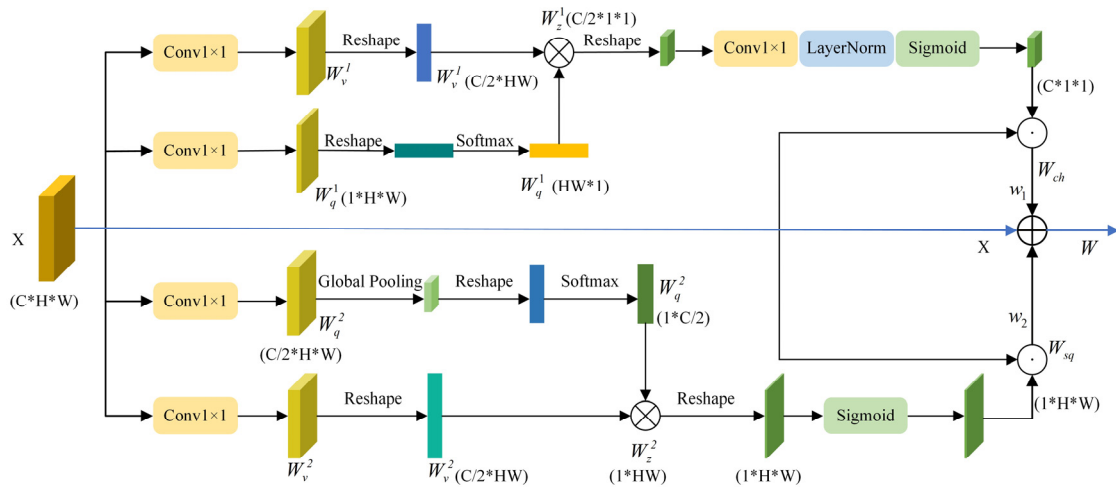 Conv1×1
W_v^1
Reshape
W_v^1 (C/2*HW)
W_z^1 (C/2*1*1)
Reshape
Conv1×1
LayerNorm
Sigmoid
(C*1*1)
Conv1×1
Reshape
W_q^1 (1*H*W)
Softmax
W_q^1 (HW*1)
W_ch
w_1
X
(C*H*W)
X
W
Conv1×1
Global Pooling
W_q^2
(C/2*H*W)
Reshape
Softmax
W_q^2
(1*C/2)
w_2
W_sq
Conv1×1
W_v^2
Reshape
W_v^2 (C/2*HW)
W_z^2
(1*HW)
Reshape
(1*H*W)
Sigmoid
(1*H*W)